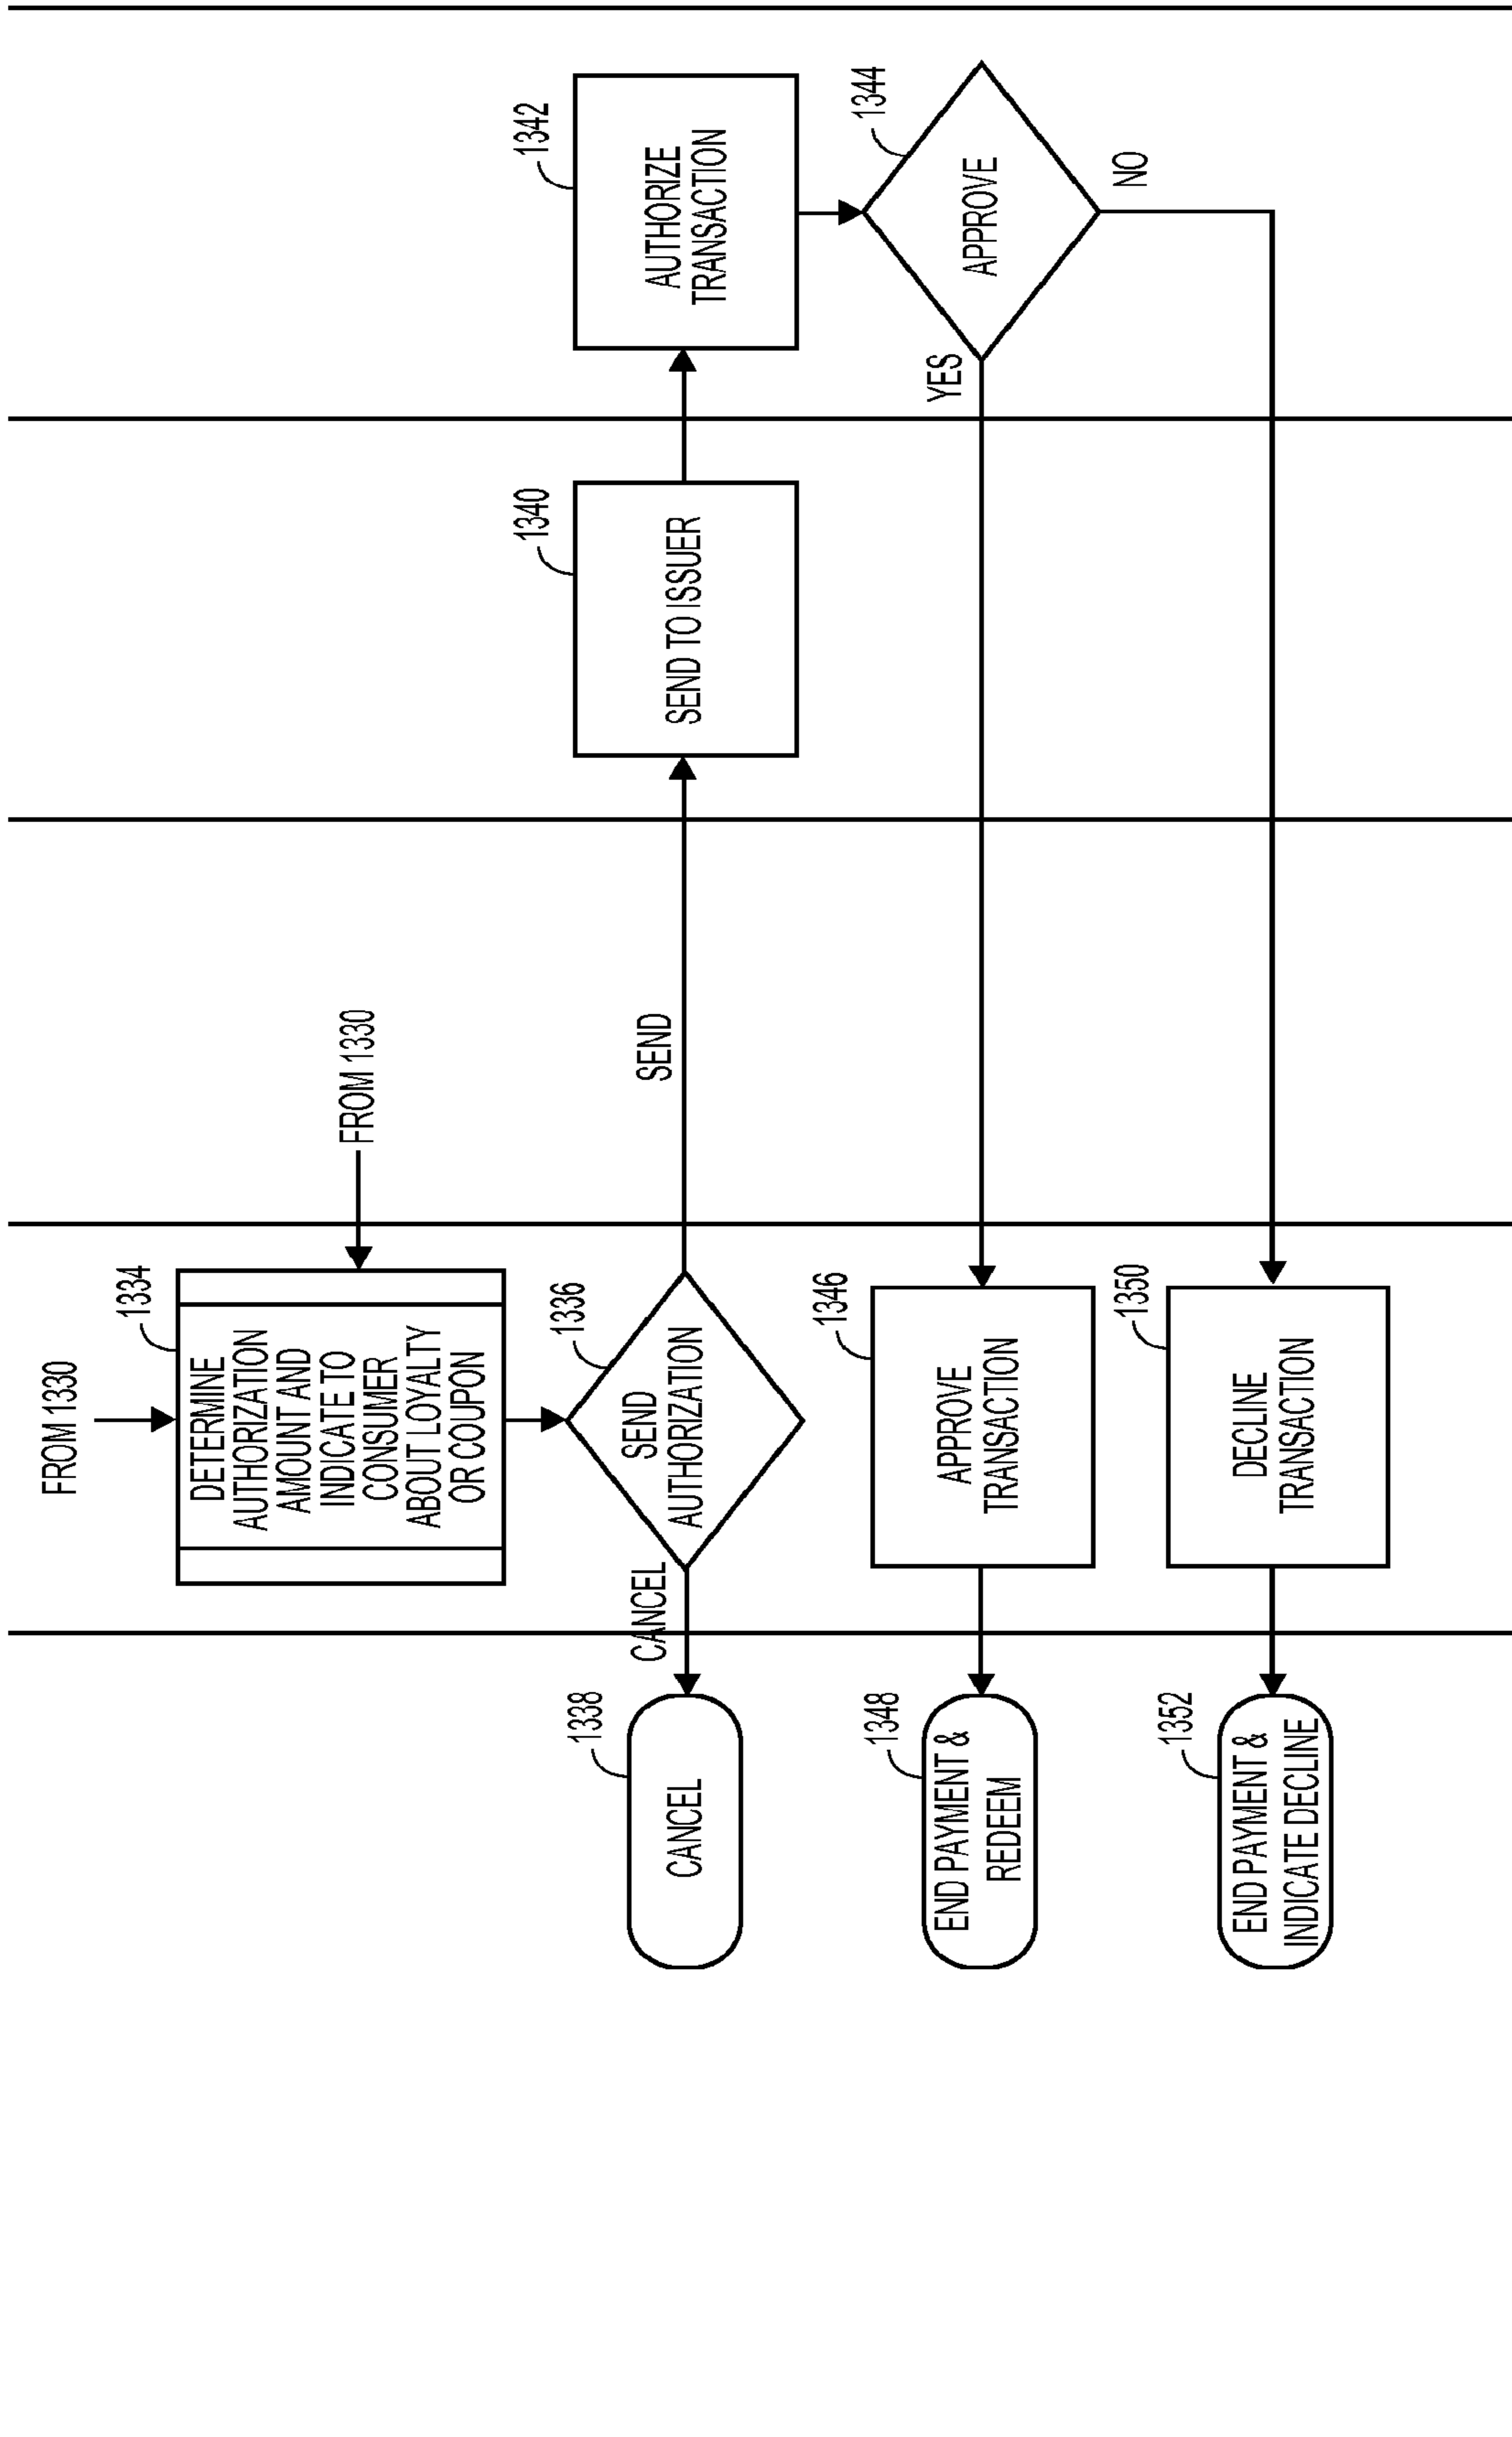 FROM 1330
1334
DETERMINE
AUTHORIZATION
AMOUNT AND
INDICATE TO
CONSUMER
ABOUT LOYALTY
OR COUPON
FROM 1330
1338
CANCEL
CANCEL
1336
SEND
AUTHORIZATION
SEND
1340
SEND TO ISSUER
1342
AUTHORIZE
TRANSACTION
1348
END PAYMENT &
REDEEM
1346
APPROVE
TRANSACTION
YES
1344
APPROVE
NO
1352
END PAYMENT &
INDICATE DECLINE
1350
DECLINE
TRANSACTION